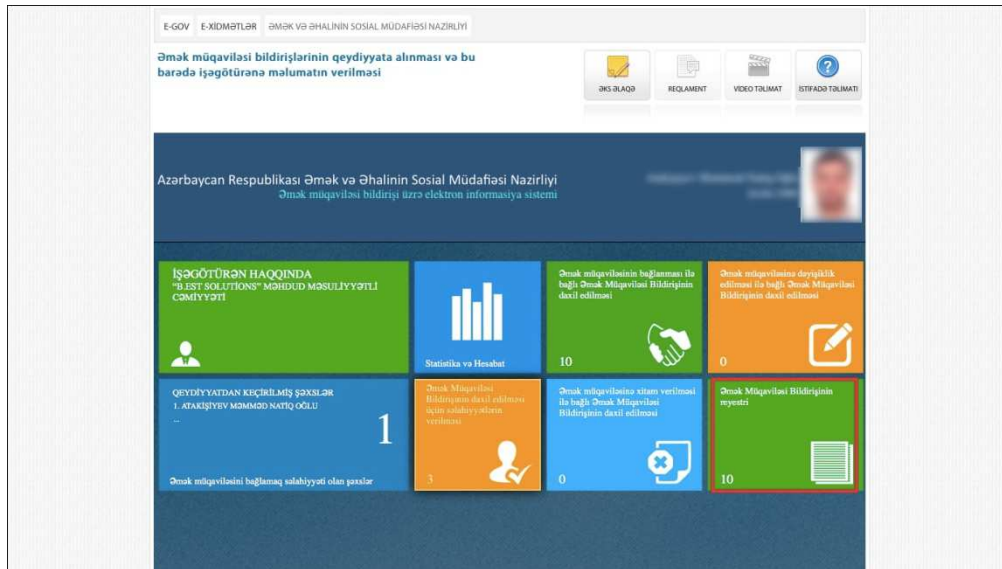 E-GOV E-XİDMƏTLƏR ƏMƏK VƏ ƏHALİNİN SOSİAL MÜDAFİƏSİ NAZİRLİYİ
Əmək müqaviləsi bildirişlərinin qeydiyyata alınması və bu
barədə işəgötürənə məlumatın verilməsi
ƏKS ƏLAQƏ REQLAMENT VİDEO TƏLİMAT İSTİFADƏ TƏLİMATI
Azərbaycan Respublikası Əmək və Əhalinin Sosial Müdafiəsi Nazirliyi
Əmək müqaviləsi bildirişi üzrə elektron informasiya sistemi
İŞƏGÖTÜRƏN HAQQINDA
"B.EST SOLUTİONS" MƏHDUD MƏSULİYYƏTLİ
CƏMİYYƏTİ
Statistika və Hesabat
Əmək müqaviləsinin bağlanması ilə
bağlı Əmək Müqaviləsi Bildirişinin
daxil edilməsi
10
Əmək müqaviləsinə dəyişiklik
edilməsi ilə bağlı Əmək Müqaviləsi
Bildirişinin daxil edilməsi
0
QEYDİYYATDAN KEÇİRİLMİŞ ŞƏXSLƏR
1. ATAKİŞİYEV MƏMMƏD NATİQ OĞLU
...
1
Əmək müqaviləsini bağlamaq səlahiyyəti olan şəxslər
Əmək Müqaviləsi
Bildirişinin daxil edilməsi
üçün səlahiyyətlərin
verilməsi
3
Əmək müqaviləsinə xitam verilməsi
ilə bağlı Əmək Müqaviləsi
Bildirişinin daxil edilməsi
0
Əmək Müqaviləsi Bildirişinin
reyestri
10